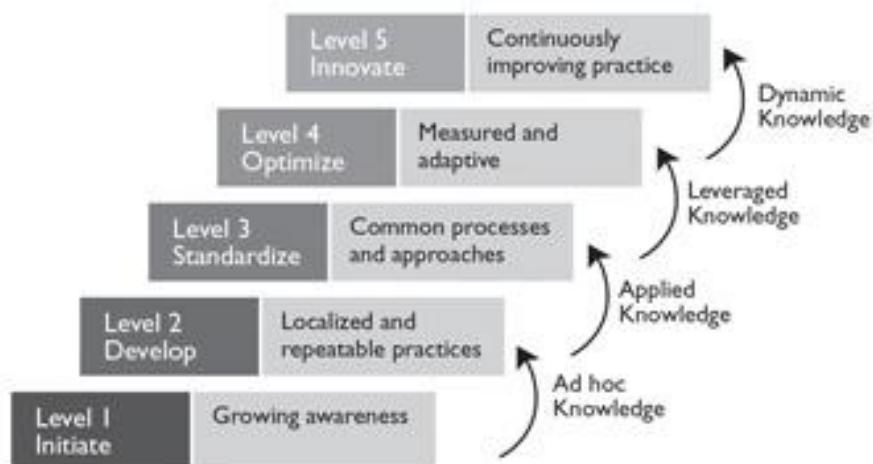 Level 5
Innovate
Continuously
improving practice
Dynamic
Knowledge
Level 4
Optimize
Measured and
adaptive
Leveraged
Knowledge
Level 3
Standardize
Common processes
and approaches
Applied
Knowledge
Level 2
Develop
Localized and
repeatable practices
Ad hoc
Knowledge
Level 1
Initiate
Growing awareness